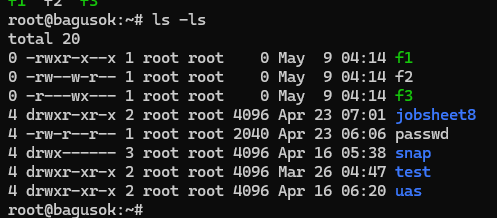 f1 f2 f3
root@bagusok:~# ls -ls
total 20
0 -rwxr-x--x 1 root root    0 May  9 04:14 f1
0 -rw--w-r-- 1 root root    0 May  9 04:14 f2
0 -r---wx--- 1 root root    0 May  9 04:14 f3
4 drwxr-xr-x 2 root root 4096 Apr 23 07:01 jobsheet8
4 -rw-r--r-- 1 root root 2040 Apr 23 06:06 passwd
4 drwx------ 3 root root 4096 Apr 16 05:38 snap
4 drwxr-xr-x 2 root root 4096 Mar 26 04:47 test
4 drwxr-xr-x 2 root root 4096 Apr 16 06:20 uas
root@bagusok:~#